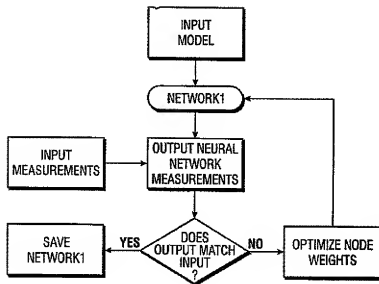 INPUT
MODEL
NETWORK1
INPUT
MEASUREMENTS
OUTPUT NEURAL
NETWORK
MEASUREMENTS
SAVE
NETWORK1
YES
DOES
OUTPUT MATCH
INPUT
?
NO
OPTIMIZE NODE
WEIGHTS